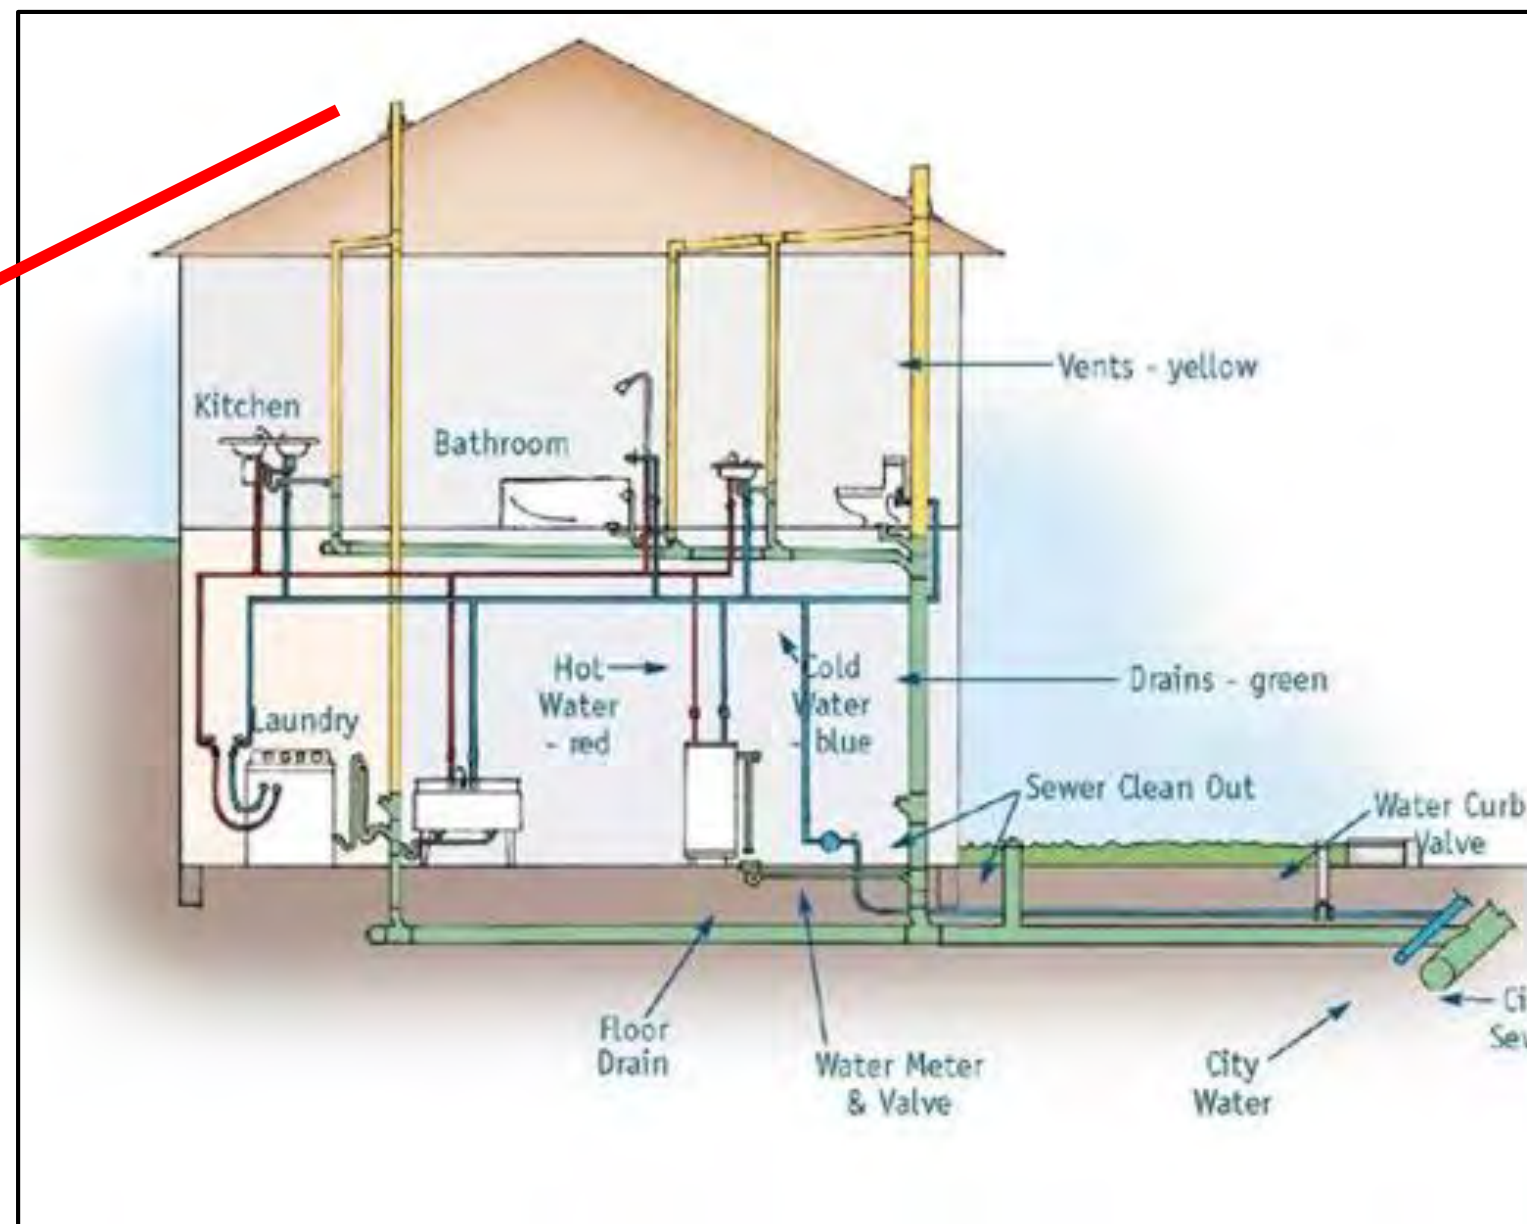 Vents - yellow
Kitchen
Bathroom
Hot
Water
- red
Cold
Water
- blue
Drains - green
Laundry
Sewer Clean Out
Water Curb
Valve
Floor
Drain
Water Meter
& Valve
City
Water